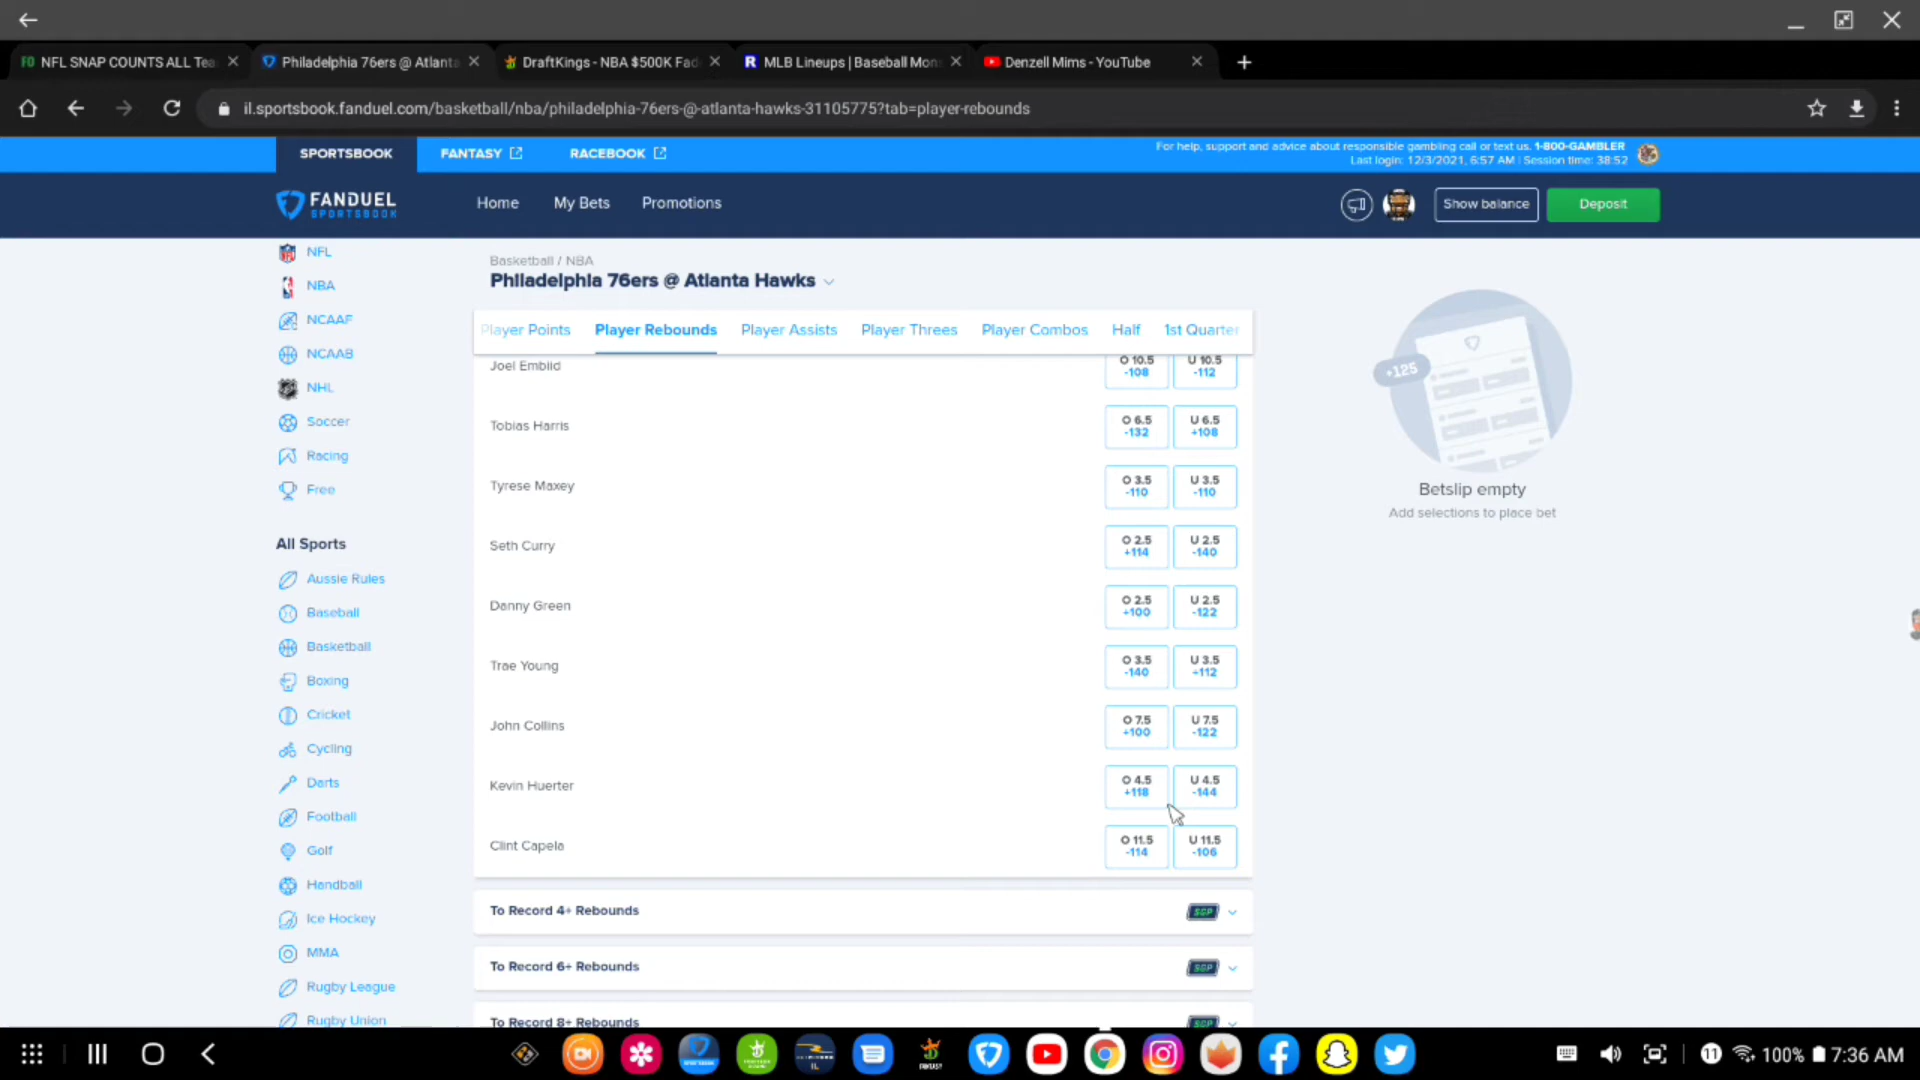 NFL SNAP COUNTS ALL Tea
Philadelphia 76ers @ Atlanta
DraftKings - NBA $500K Fad
MLB Lineups | Baseball Mon
Denzell Mims - YouTube
il.sportsbook.fanduel.com/basketball/nba/philadelphia-76ers-@-atlanta-hawks-31105775?tab=player-rebounds
SPORTSBOOK
FANTASY
RACEBOOK
For help, support and advice about responsible gambling call or text us. 1-800-GAMBLER
Last login: 12/3/2021, 6:57 AM | Session time: 38:52
FANDUEL
SPORTSBOOK
Home
My Bets
Promotions
Show balance
Deposit
NFL
NBA
NCAAF
NCAAB
NHL
Soccer
Racing
Free
All Sports
Aussie Rules
Baseball
Basketball
Boxing
Cricket
Cycling
Darts
Football
Golf
Handball
Ice Hockey
MMA
Rugby League
Rugby Union
Basketball / NBA
Philadelphia 76ers @ Atlanta Hawks
Player Points Player Rebounds Player Assists Player Threes Player Combos Half 1st Quarter
Joel Embiid O 10.5 U 10.5
-108 -112
Tobias Harris O 6.5 U 6.5
-132 +108
Tyrese Maxey O 3.5 U 3.5
-110 -110
Seth Curry O 2.5 U 2.5
+114 -140
Danny Green O 2.5 U 2.5
+100 -122
Trae Young O 3.5 U 3.5
-140 +112
John Collins O 7.5 U 7.5
+100 -122
Kevin Huerter O 4.5 U 4.5
+118 -144
Clint Capela O 11.5 U 11.5
-114 -106
To Record 4+ Rebounds SGP
To Record 6+ Rebounds SGP
To Record 8+ Rebounds SGP
+125
Betslip empty
Add selections to place bet
11 100% 7:36 AM